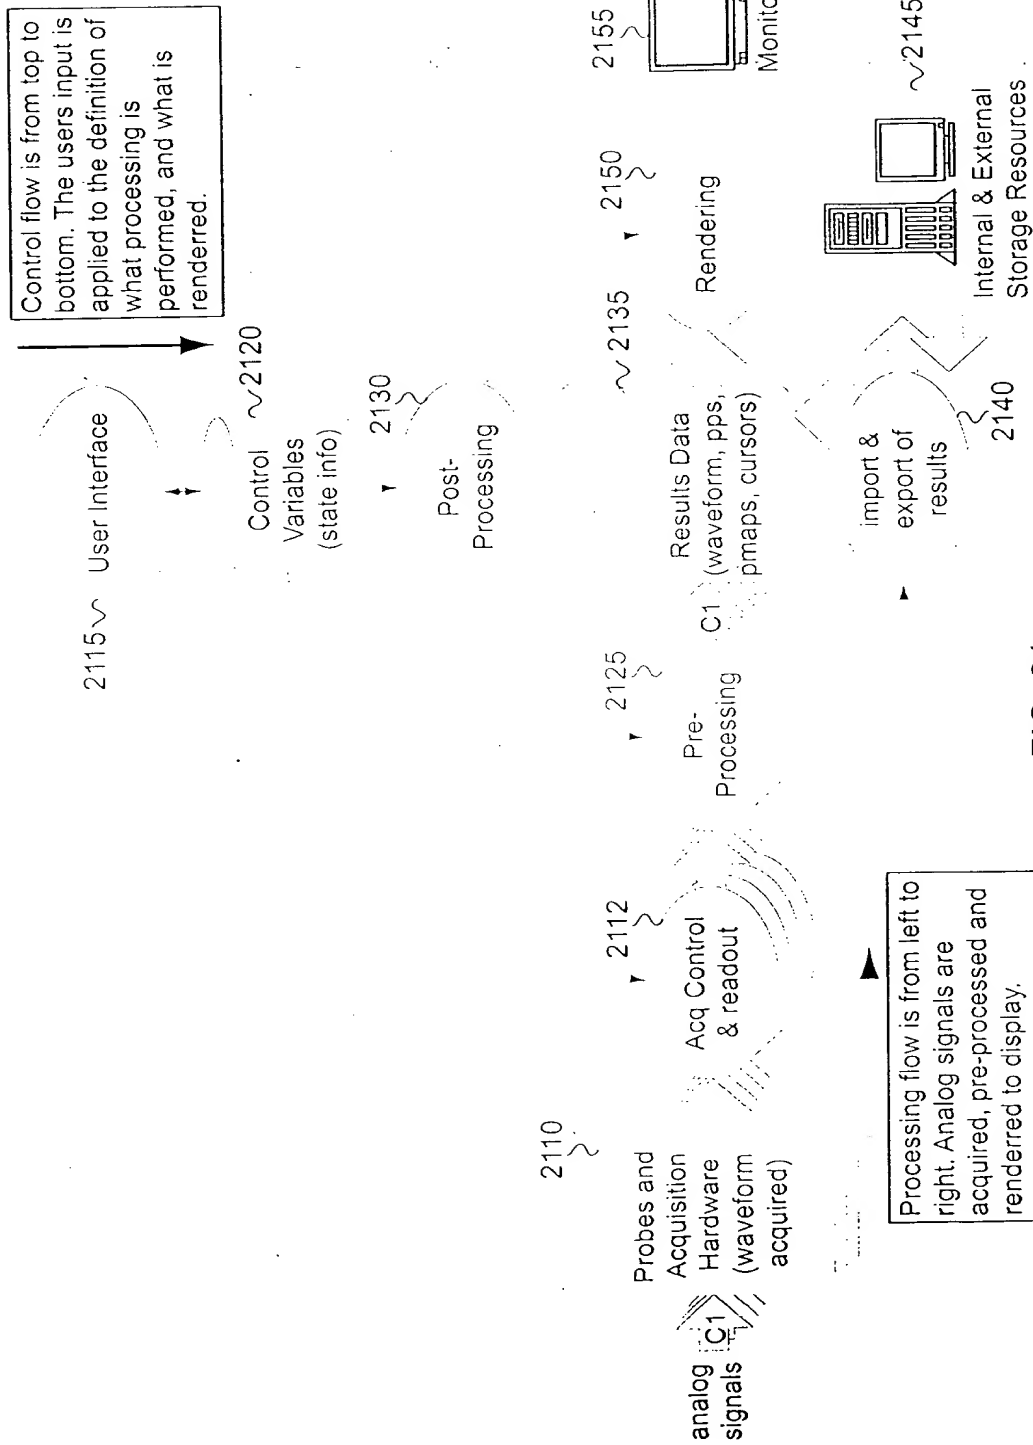 Control flow is from top to
bottom. The users input is
applied to the definition of
what processing is
performed, and what is
renderred.
2115
User Interface
2120
Control
Variables
(state info)
2130
Post-
Processing
2110
Probes and
Acquisition
Hardware
(waveform
acquired)
analog
signals
C1
2112
Acq Control
& readout
2125
Pre-
Processing
C1
2135
Results Data
(waveform, pps,
pmaps, cursors)
2150
Rendering
2155
import &
export of
results
2140
2145
Internal & External
Storage Resources
Processing flow is from left to
right. Analog signals are
acquired, pre-processed and
renderred to display.